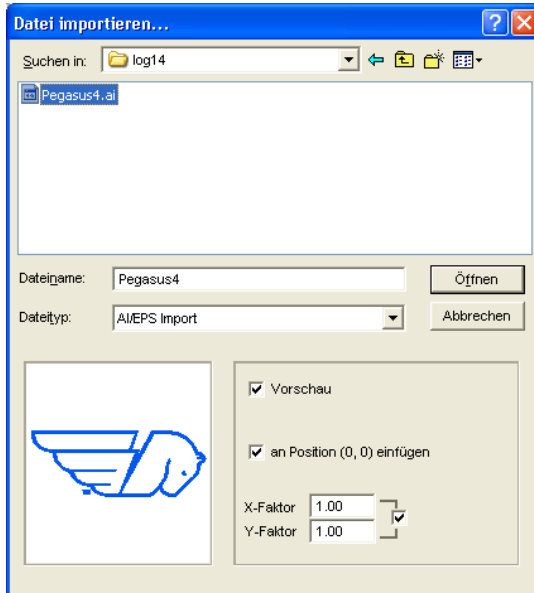 Datei importieren...
Suchen in: log14
Pegasus4.ai
Dateiname: Pegasus4 Öffnen
Dateityp: AI/EPS Import Abbrechen
Vorschau
an Position (0, 0) einfügen
X-Faktor 1.00
Y-Faktor 1.00